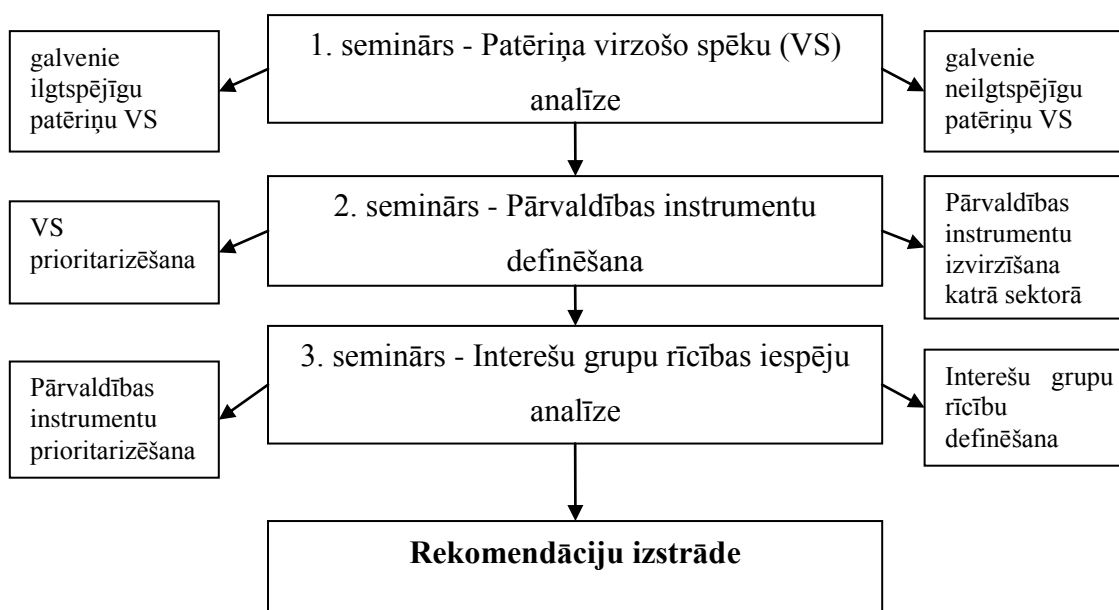 1. seminārs - Patēriņa virzošo spēku (VS)
analīze
galvenie
ilgtspējīgu
patēriņu VS
galvenie
neilgtspējīgu
patēriņu VS
2. seminārs - Pārvaldības instrumentu
definēšana
VS
prioritarizēšana
Pārvaldības
instrumentu
izvirzīšana
katrā sektorā
3. seminārs - Interešu grupu rīcības iespēju
analīze
Pārvaldības
instrumentu
prioritarizēšana
Interešu grupu
rīcību
definēšana
Rekomendāciju izstrāde